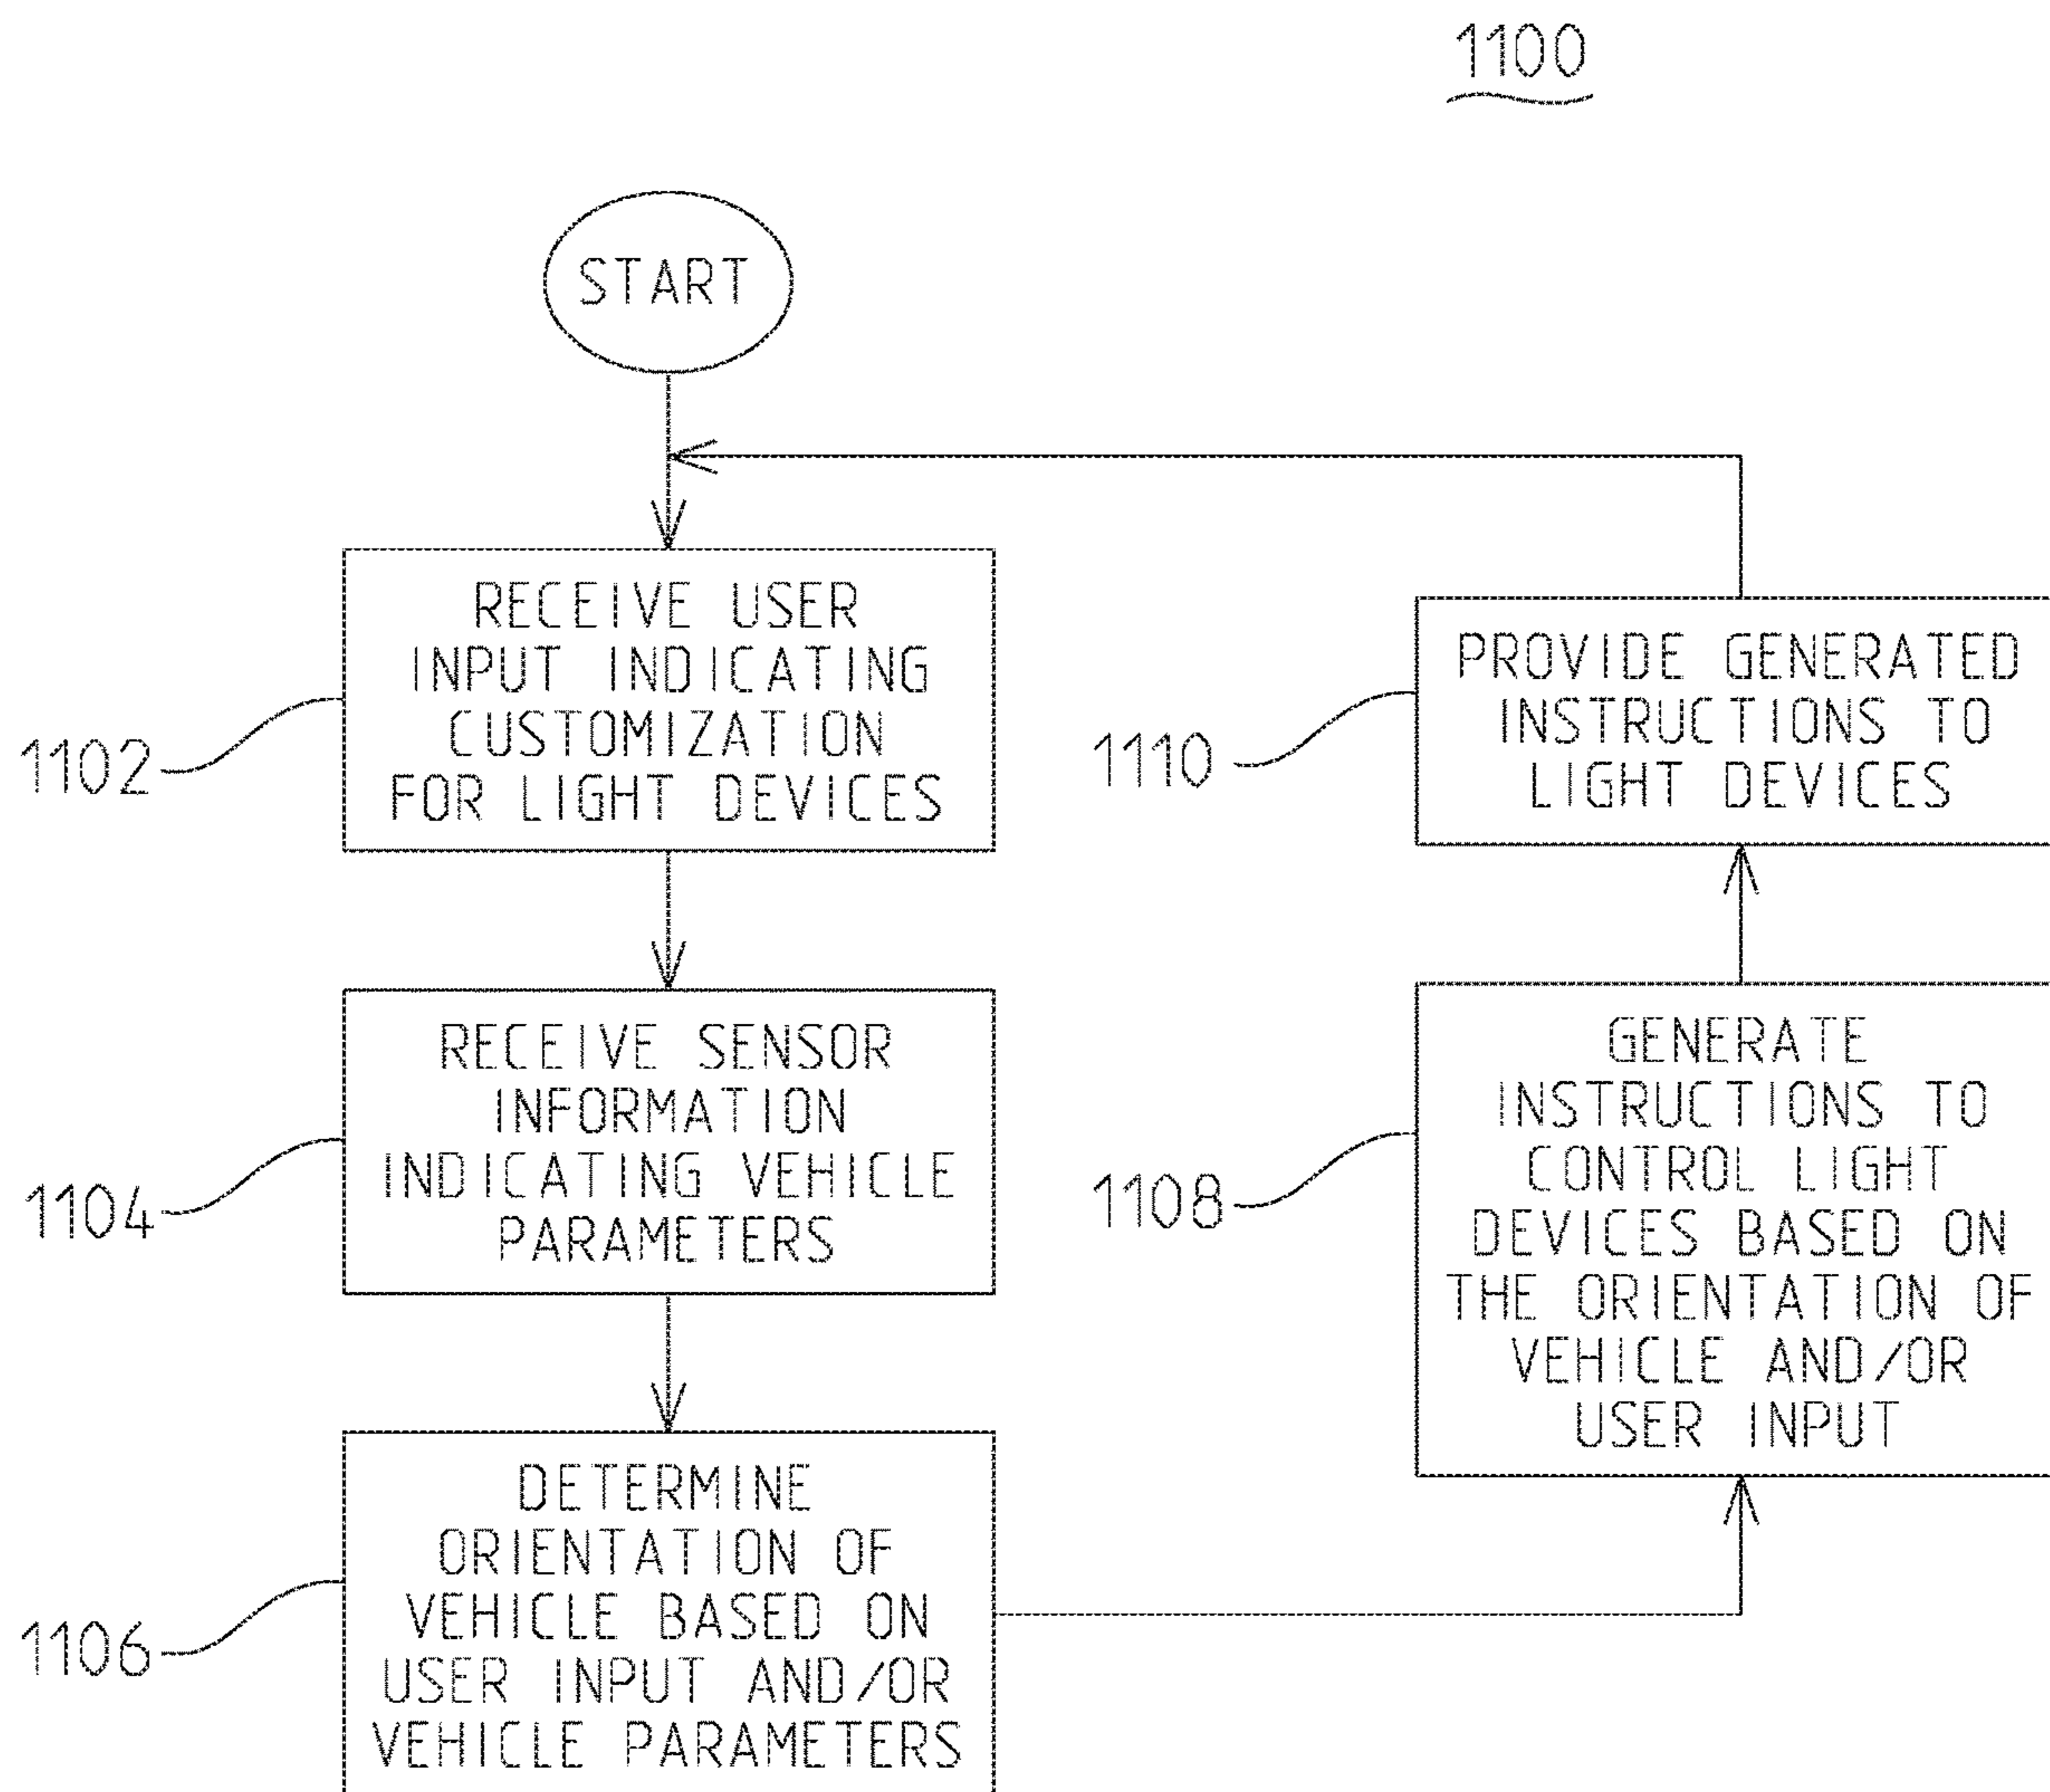 1100
START
RECEIVE USER
INPUT INDICATING
CUSTOMIZATION
FOR LIGHT DEVICES
1102
RECEIVE SENSOR
INFORMATION
INDICATING VEHICLE
PARAMETERS
1104
DETERMINE
ORIENTATION OF
VEHICLE BASED ON
USER INPUT AND/OR
VEHICLE PARAMETERS
1106
GENERATE
INSTRUCTIONS TO
CONTROL LIGHT
DEVICES BASED ON
THE ORIENTATION OF
VEHICLE AND/OR
USER INPUT
1108
PROVIDE GENERATED
INSTRUCTIONS TO
LIGHT DEVICES
1110